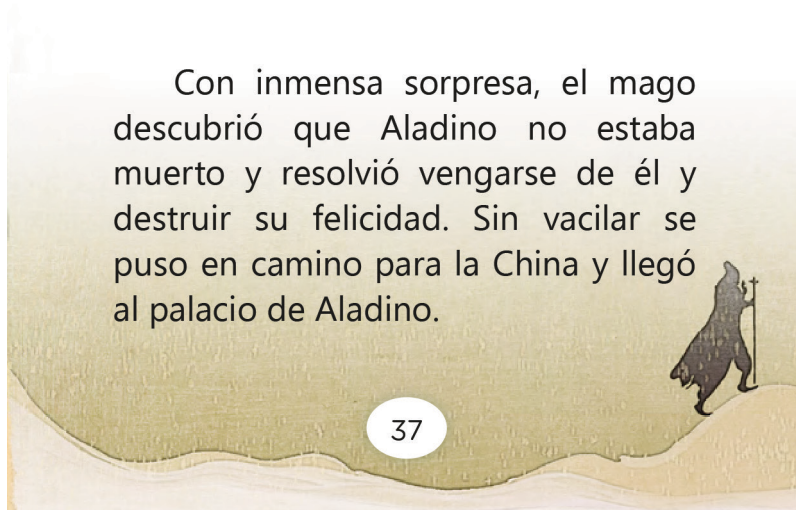 Con inmensa sorpresa, el mago
descubrió que Aladino no estaba
muerto y resolvió vengarse de él y
destruir su felicidad. Sin vacilar se
puso en camino para la China y llegó
al palacio de Aladino.
37